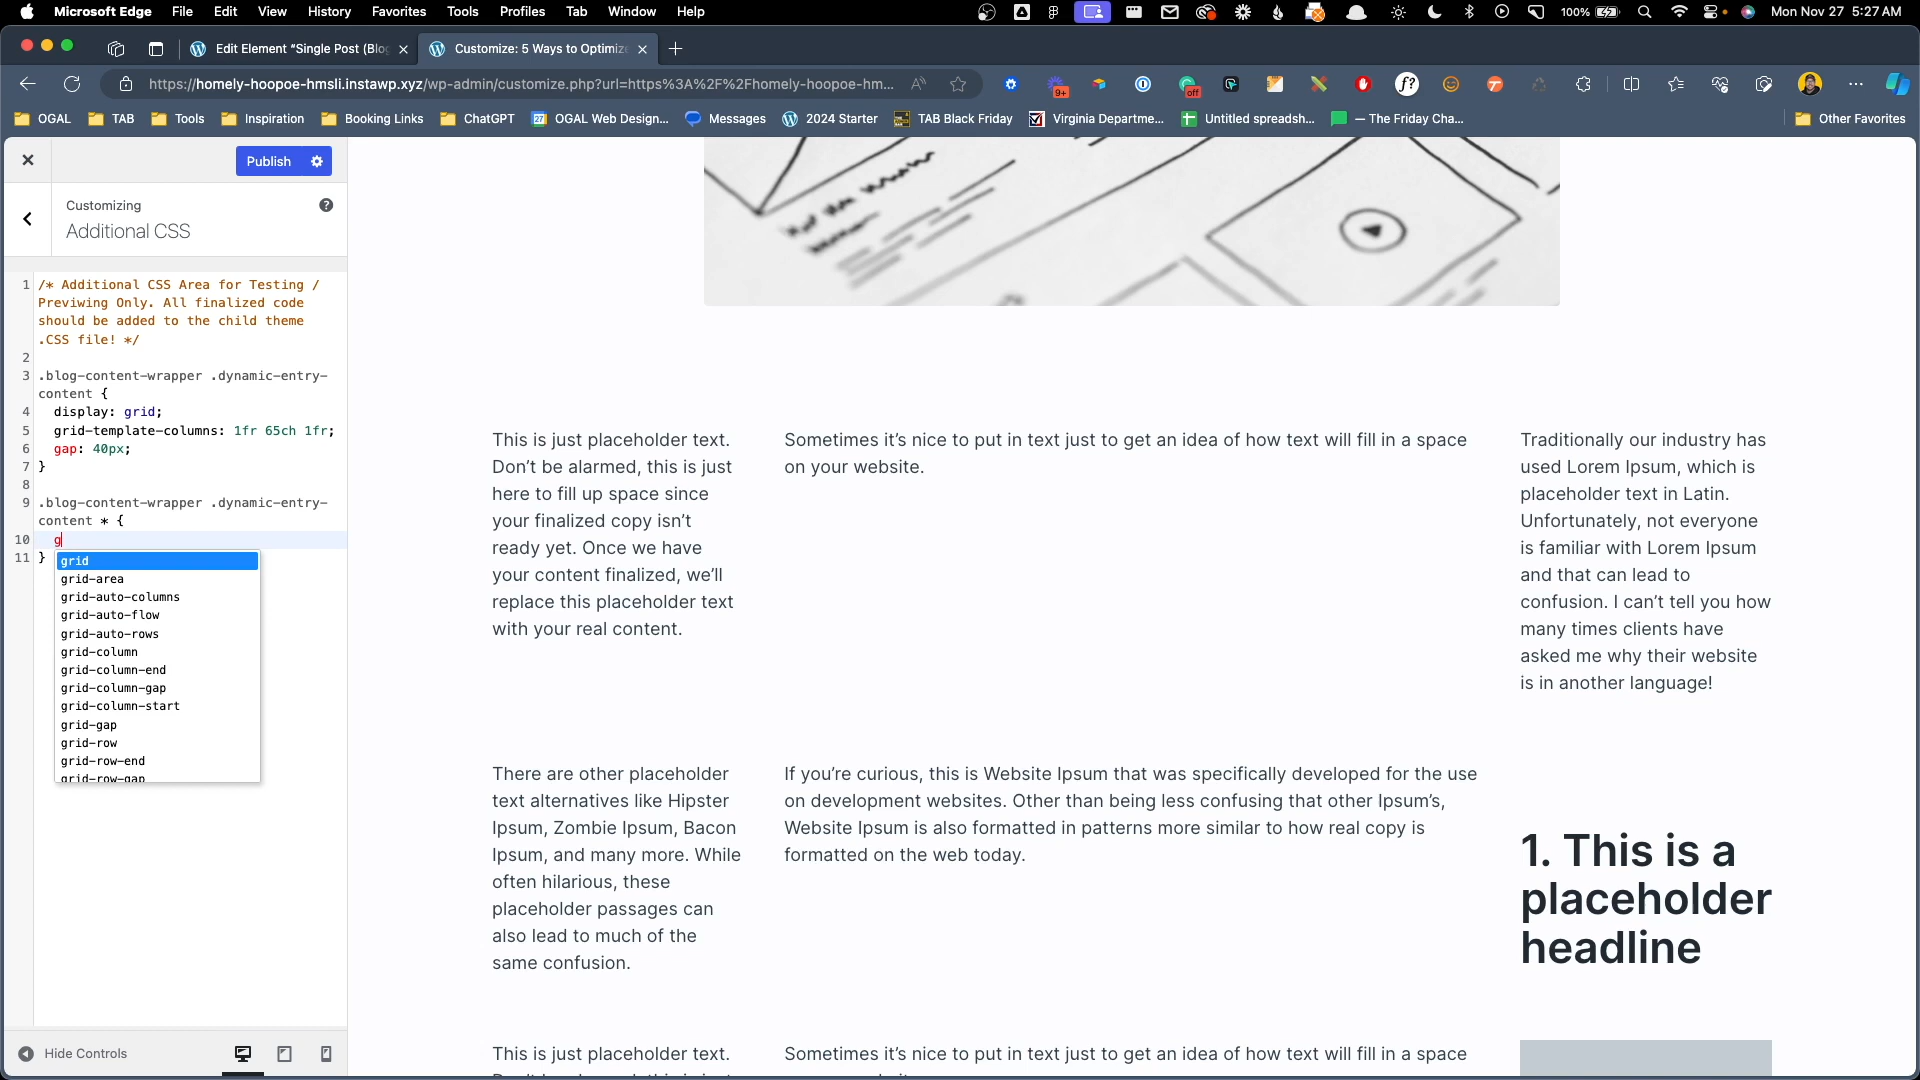 Microsoft Edge File Edit View History Favorites Tools Profiles Tab Window Help
100% Mon Nov 27 5:27 AM
Edit Element “Single Post (Blog
Customize: 5 Ways to Optimize
https://homely-hoopoe-hmsli.instawp.xyz/wp-admin/customize.php?url=https%3A%2F%2Fhomely-hoopoe-hm...
9+
off
f?
OGAL TAB Tools Inspiration Booking Links ChatGPT 27 OGAL Web Design... Messages 2024 Starter TAB Black Friday Virginia Departme... Untitled spreadsh... — The Friday Cha... Other Favorites
Publish
Customizing
Additional CSS
1 /* Additional CSS Area for Testing /
Previwing Only. All finalized code
should be added to the child theme
.CSS file! */
2
3 .blog-content-wrapper .dynamic-entry-
content {
4 display: grid;
5 grid-template-columns: 1fr 65ch 1fr;
6 gap: 40px;
7 }
8
9 .blog-content-wrapper .dynamic-entry-
content * {
10 g
11 }
grid
grid-area
grid-auto-columns
grid-auto-flow
grid-auto-rows
grid-column
grid-column-end
grid-column-gap
grid-column-start
grid-gap
grid-row
grid-row-end
grid-row-gap
Hide Controls
This is just placeholder text.
Don’t be alarmed, this is just
here to fill up space since
your finalized copy isn’t
ready yet. Once we have
your content finalized, we’ll
replace this placeholder text
with your real content.
Sometimes it’s nice to put in text just to get an idea of how text will fill in a space
on your website.
Traditionally our industry has
used Lorem Ipsum, which is
placeholder text in Latin.
Unfortunately, not everyone
is familiar with Lorem Ipsum
and that can lead to
confusion. I can’t tell you how
many times clients have
asked me why their website
is in another language!
There are other placeholder
text alternatives like Hipster
Ipsum, Zombie Ipsum, Bacon
Ipsum, and many more. While
often hilarious, these
placeholder passages can
also lead to much of the
same confusion.
If you’re curious, this is Website Ipsum that was specifically developed for the use
on development websites. Other than being less confusing that other Ipsum’s,
Website Ipsum is also formatted in patterns more similar to how real copy is
formatted on the web today.
1. This is a
placeholder
headline
This is just placeholder text.
Sometimes it’s nice to put in text just to get an idea of how text will fill in a space